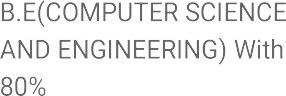 B.E(COMPUTER SCIENCE
AND ENGINEERING) With
80%